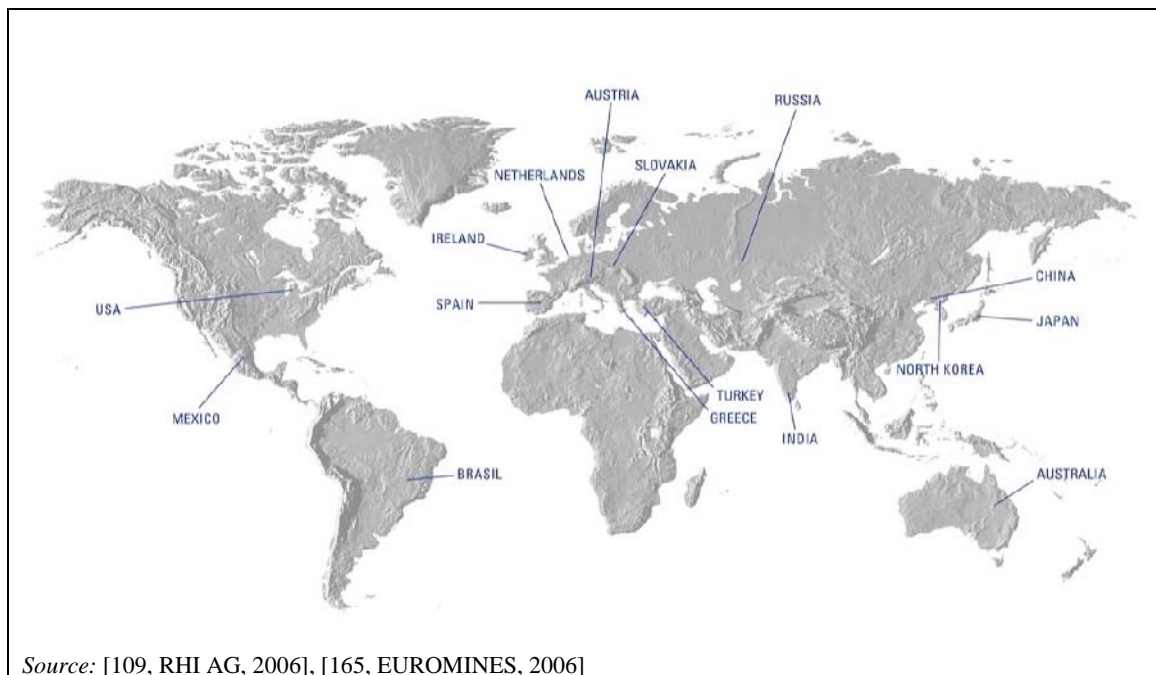 AUSTRIA
RUSSIA
SLOVAKIA
NETHERLANDS
IRELAND
CHINA
USA
SPAIN
JAPAN
NORTH KOREA
TURKEY
MEXICO
GREECE
INDIA
BRASIL
AUSTRALIA
Source: [109, RHI AG, 2006], [165, EUROMINES, 2006]